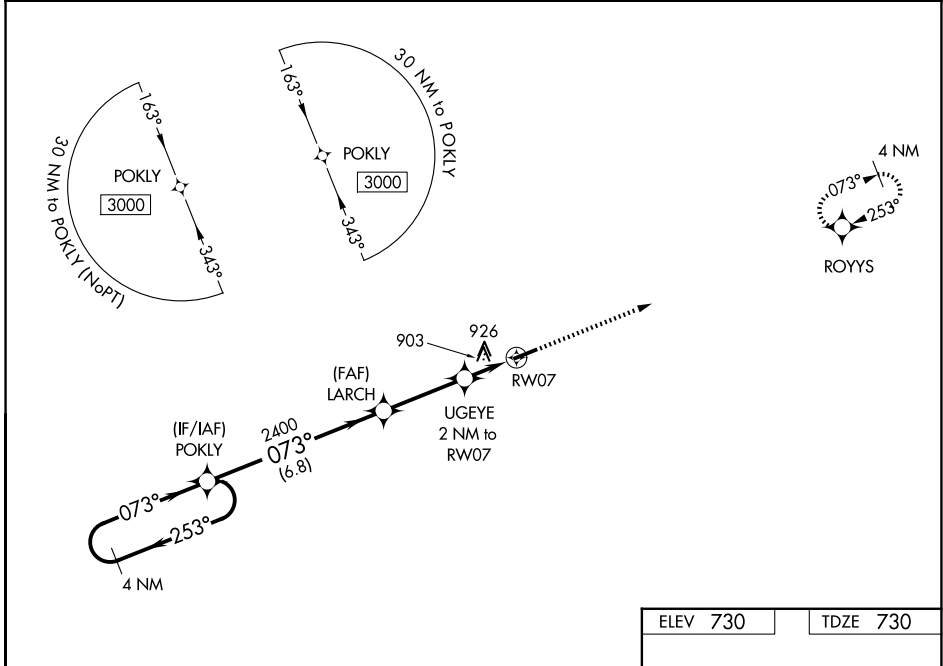 163°
POKLY
3000
343°
30 NM to POKLY (NoPT)
163°
POKLY
3000
343°
30 NM to POKLY
4 NM
073°
253°
ROYYS
903
926
RW07
(FAF)
LARCH
UGEYE
2 NM to
RW07
(IF/IAF)
POKLY
2400
073°
(6.8)
073°
253°
4 NM
ELEV 730
TDZE 730